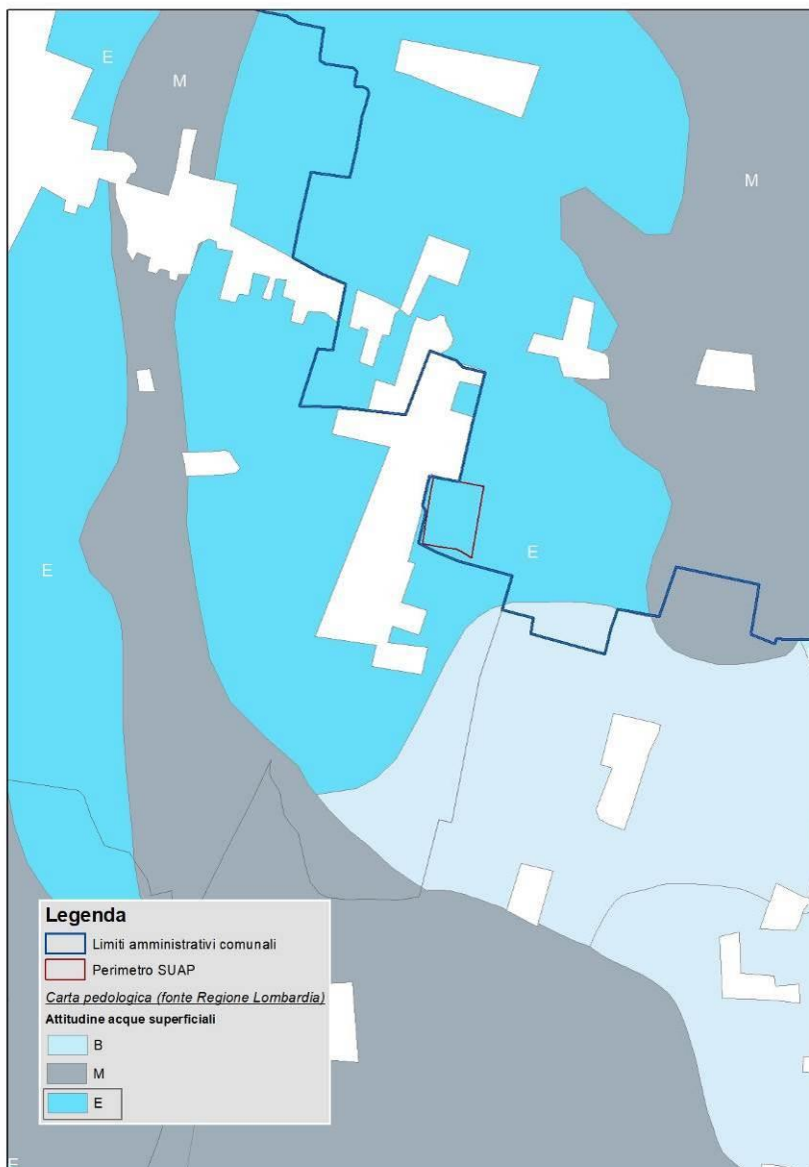 E
M
M
E
E
Legenda
Limiti amministrativi comunali
Perimetro SUAP
Carta pedologica (fonte Regione Lombardia)
Attitudine acque superficiali
B
M
E
E